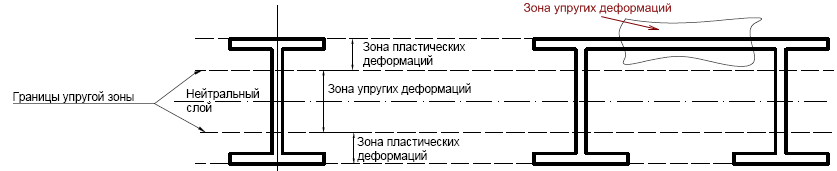 Зона упругих деформаций
Зона пластических
деформаций
Границы упругой зоны
Нейтральный
слой
Зона упругих деформаций
Зона пластических
деформаций